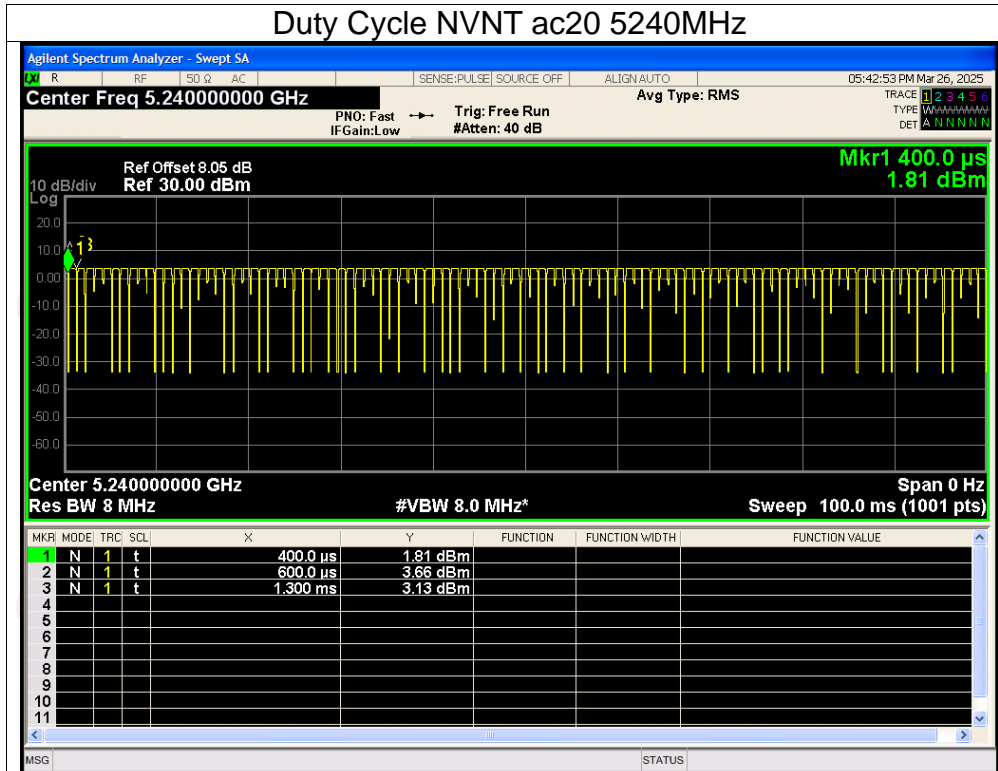 Duty Cycle NVNT ac20 5240MHz
Agilent Spectrum Analyzer - Swept SA
LXI R RF 50 Ω AC SENSE:PULSE SOURCE OFF ALIGN AUTO 05:42:53 PM Mar 26, 2025
Center Freq 5.240000000 GHz Avg Type: RMS TRACE 1 2 3 4 5 6
PNO: Fast Trig: Free Run TYPE WWWWWW
IFGain:Low #Atten: 40 dB DET A N N N N N
Mkr1 400.0 µs
Ref Offset 8.05 dB
10 dB/div Ref 30.00 dBm 1.81 dBm
Log
20.0
10.0
0.00
-10.0
-20.0
-30.0
-40.0
-50.0
-60.0
1 3
Center 5.240000000 GHz Span 0 Hz
Res BW 8 MHz #VBW 8.0 MHz* Sweep 100.0 ms (1001 pts)
MKR MODE TRC SCL X Y FUNCTION FUNCTION WIDTH FUNCTION VALUE
1 N 1 t 400.0 µs 1.81 dBm
2 N 1 t 600.0 µs 3.66 dBm
3 N 1 t 1.300 ms 3.13 dBm
4
5
6
7
8
9
10
11
MSG STATUS